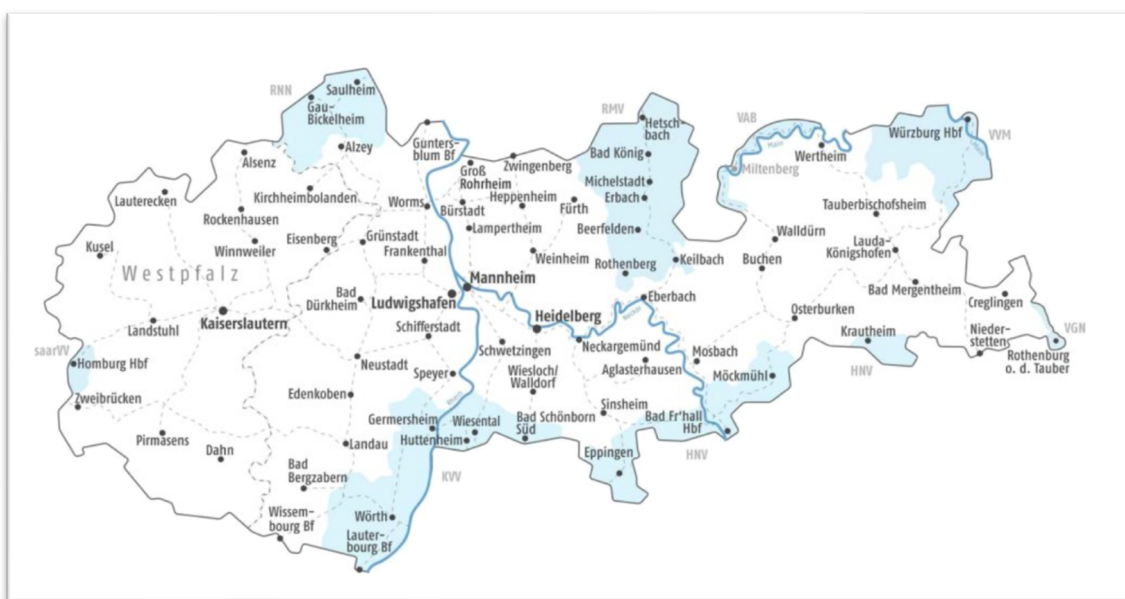 RNN
Saulheim
Gau-
Bickelheim
Alzey
Alsenz
Lauterecken
Kirchheimbolanden
Rockenhausen
Kusel
Winnweiler
Eisenberg
Grünstadt
Worms
Frankenthal
Westpfalz
Bad
Dürkheim
Ludwigshafen
Kaiserslautern
Landstuhl
Schifferstadt
saarVV
Homburg Hbf
Neustadt
Speyer
Zweibrücken
Edenkoben
Germersheim
Pirmasens
Dahn
Landau
Bad
Bergzabern
Wissem-
bourg Bf
Wörth
Lauter-
bourg Bf
KVV
Gunters-
blum Bf
Groß
Rohrheim
Zwingenberg
Bürstadt
Heppenheim
Fürth
Lampertheim
Weinheim
Mannheim
Heidelberg
Schwetzingen
Wiesloch/
Walldorf
Neckargemünd
Aglasterhausen
Sinsheim
Wiesental
Huttenheim
Bad Schönborn
Süd
Eppingen
Bad Fr'hall
Hbf
HNV
RMV
Hetsch-
bach
Bad König
Michelstadt
Erbach
Beerfelden
Rothenberg
Keilbach
Eberbach
Neckar
Rhein
Mosbach
Möckmühl
VAB
Main
Miltenberg
Wertheim
Würzburg Hbf
VVM
Tauberbischofsheim
Walldürn
Lauda-
Königshofen
Buchen
Bad Mergentheim
Osterburken
Krautheim
HNV
Creglingen
Nieder-
stetten
VGN
Rothenburg
o. d. Tauber